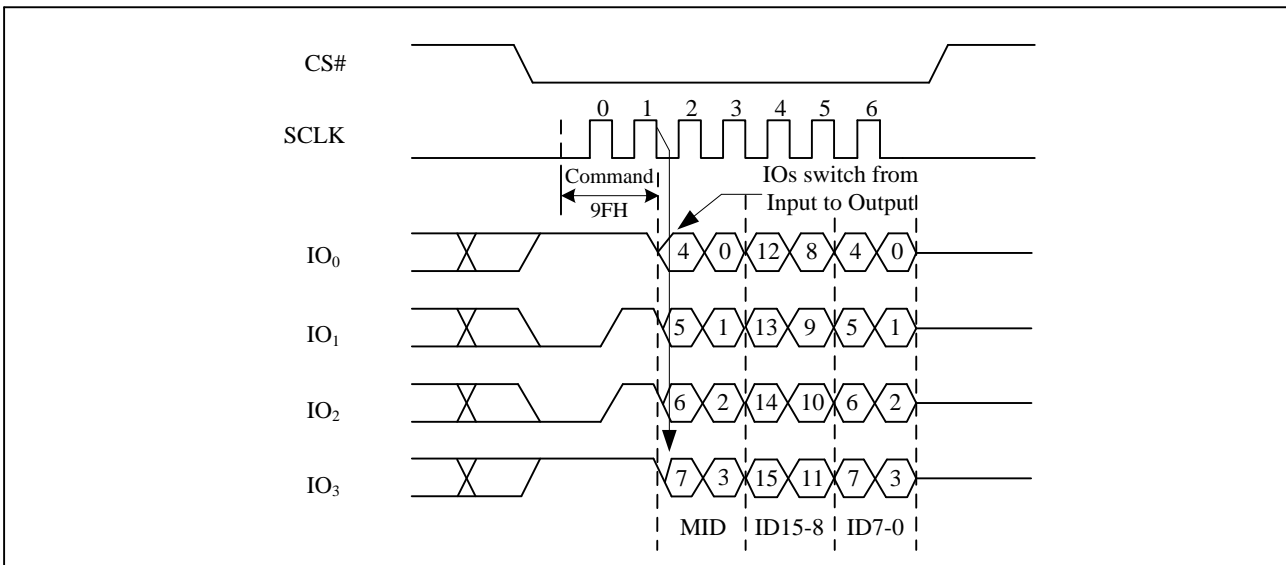 CS#
0 1 2 3 4 5 6
SCLK
Command
9FH
IOs switch from
Input to Output
IO0
4 0 12 8 4 0
IO1
5 1 13 9 5 1
IO2
6 2 14 10 6 2
IO3
7 3 15 11 7 3
MID ID15-8 ID7-0